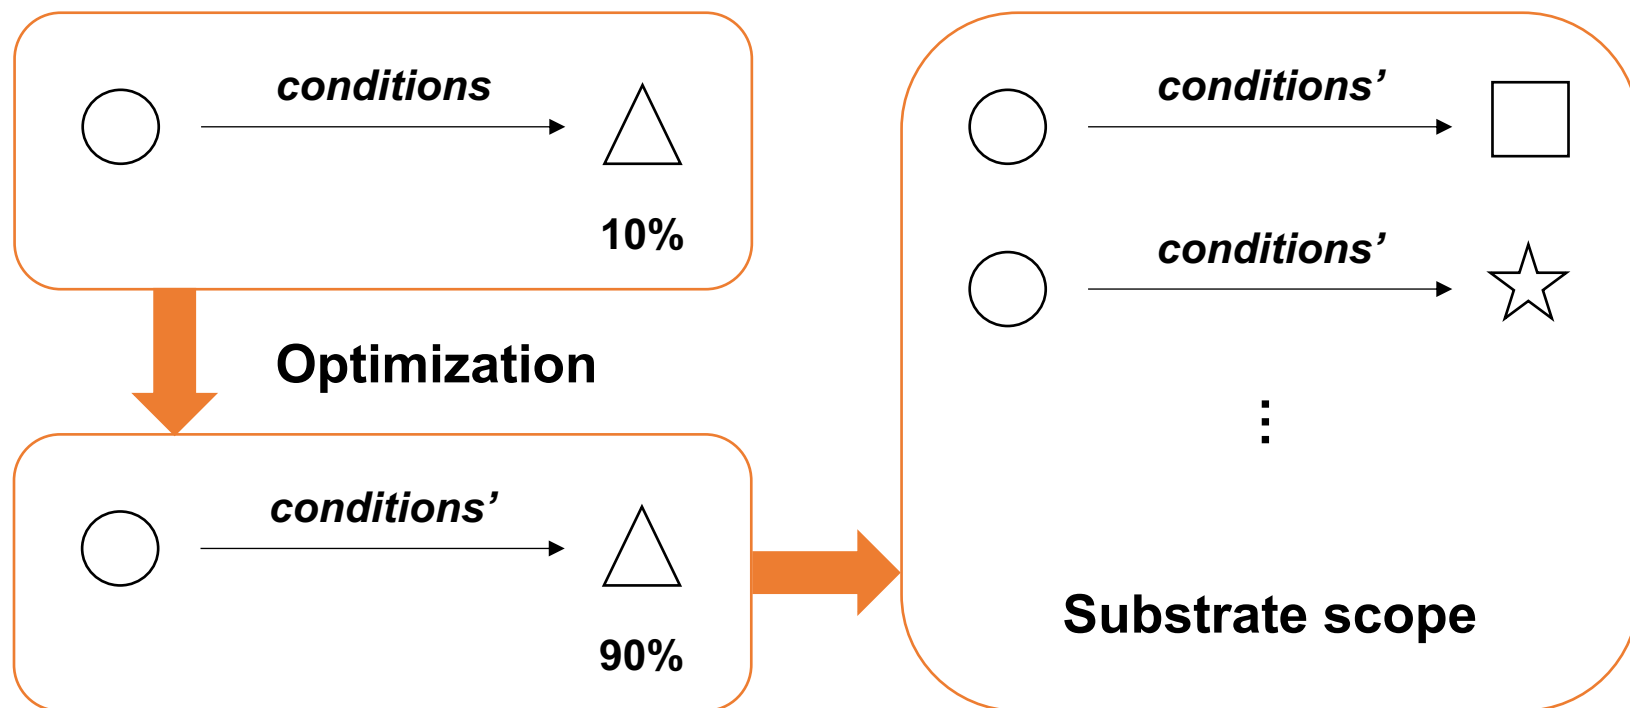 conditions
10%
Optimization
conditions’
90%
conditions’
conditions’
⋮
Substrate scope